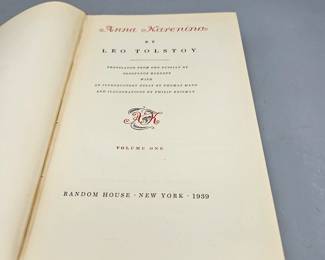 Anna Karenina
BY
LEO TOLSTOY
TRANSLATED FROM THE RUSSIAN BY
CONSTANCE GARNETT
WITH
AN INTRODUCTORY ESSAY BY THOMAS MANN
AND ILLUSTRATIONS BY PHILIP REISMAN
AK
VOLUME ONE
RANDOM HOUSE · NEW YORK · 1939